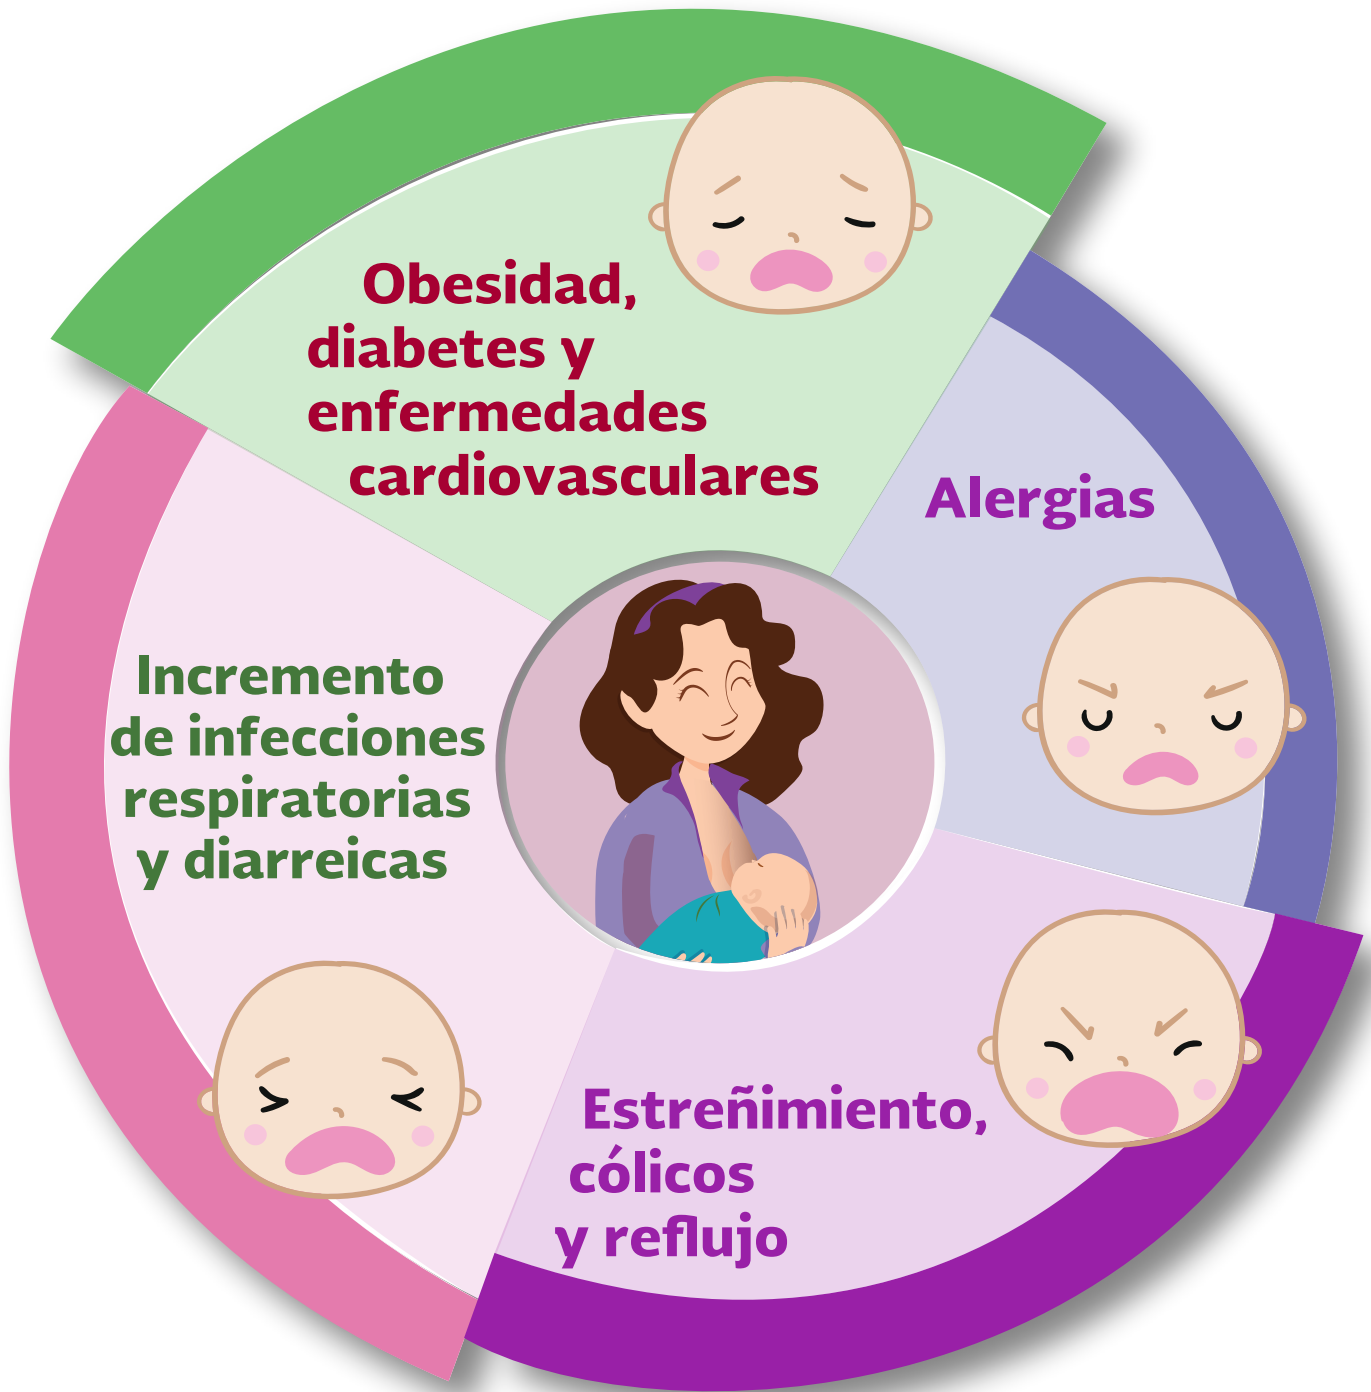 Obesidad,
diabetes y
enfermedades
cardiovasculares
Alergias
Incremento
de infecciones
respiratorias
y diarreicas
Estreñimiento,
cólicos
y reflujo